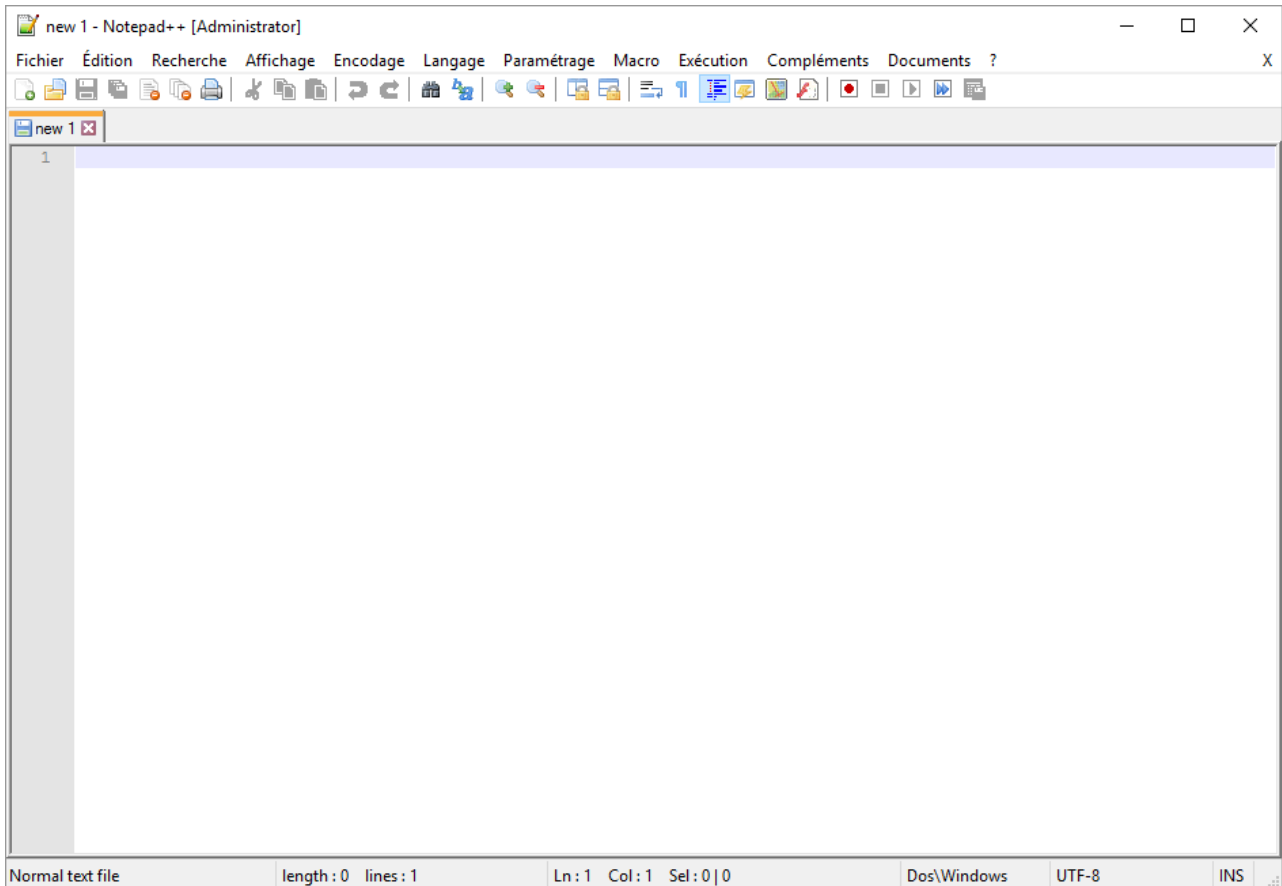 new 1 - Notepad++ [Administrator]
Fichier Édition Recherche Affichage Encodage Langage Paramétrage Macro Exécution Compléments Documents ? X
new 1
1
Normal text file length : 0 lines : 1 Ln : 1 Col : 1 Sel : 0 | 0 Dos\Windows UTF-8 INS